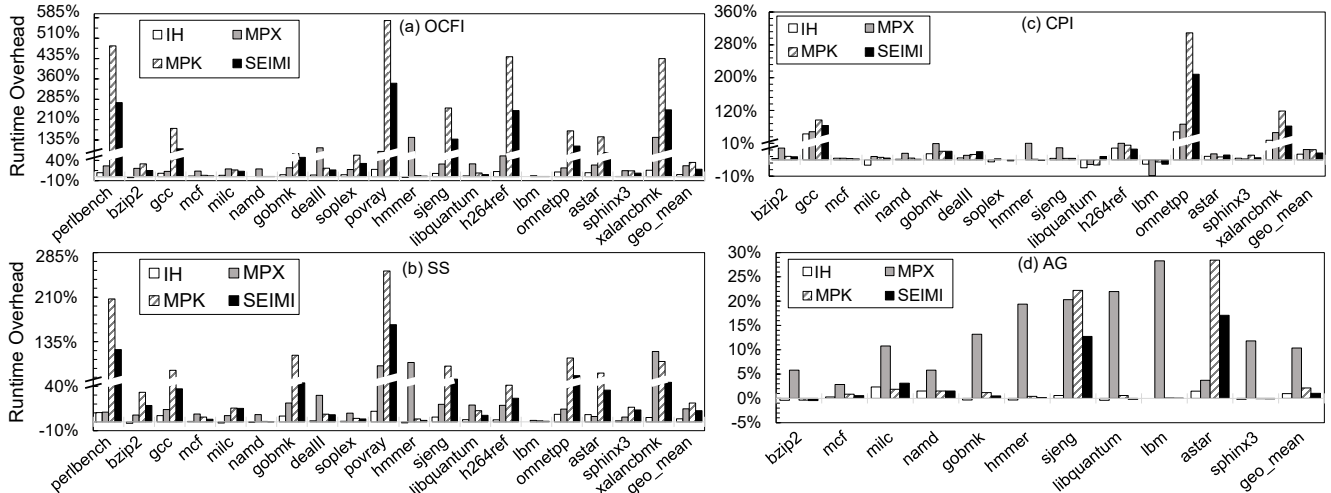 Runtime Overhead
585%
535%
485%
435%
385%
335%
285%
235%
185%
135%
40%
-10%
(a) OCFI
IH
MPX
MPK
SEIMI
perlbench
bzip2
gcc
mcf
milc
namd
gobmk
dealII
soplex
povray
hmmer
sjeng
libquantum
h264ref
lbm
omnetpp
astar
sphinx3
xalancbmk
geo_mean
360%
280%
200%
120%
10%
-10%
(c) CPI
IH
MPX
MPK
SEIMI
bzip2
gcc
mcf
milc
namd
gobmk
dealII
soplex
hmmer
sjeng
libquantum
h264ref
lbm
omnetpp
astar
sphinx3
xalancbmk
geo_mean
Runtime Overhead
285%
210%
135%
40%
-10%
(b) SS
IH
MPX
MPK
SEIMI
perlbench
bzip2
gcc
mcf
milc
namd
gobmk
dealII
soplex
povray
hmmer
sjeng
libquantum
h264ref
lbm
omnetpp
astar
sphinx3
xalancbmk
geo_mean
30%
25%
20%
15%
10%
5%
0%
-5%
(d) AG
IH
MPX
MPK
SEIMI
bzip2
mcf
milc
namd
gobmk
hmmer
sjeng
libquantum
lbm
astar
sphinx3
geo_mean